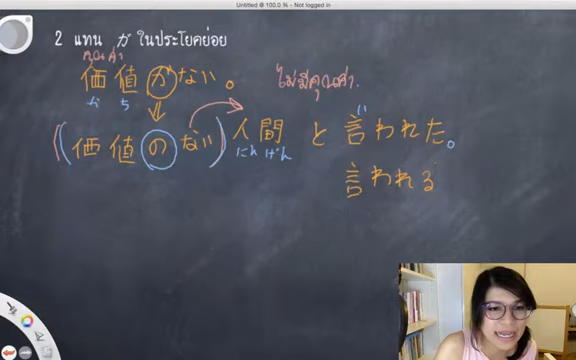 Untitled @ 100.0 % - Not logged in
2 แทน が ในประโยคย่อย
คุณค่า
価値がない。 ไม่มีคุณค่า.
か ち
((価値のない) 人間 と 言われた。
い
にん げん
言われる